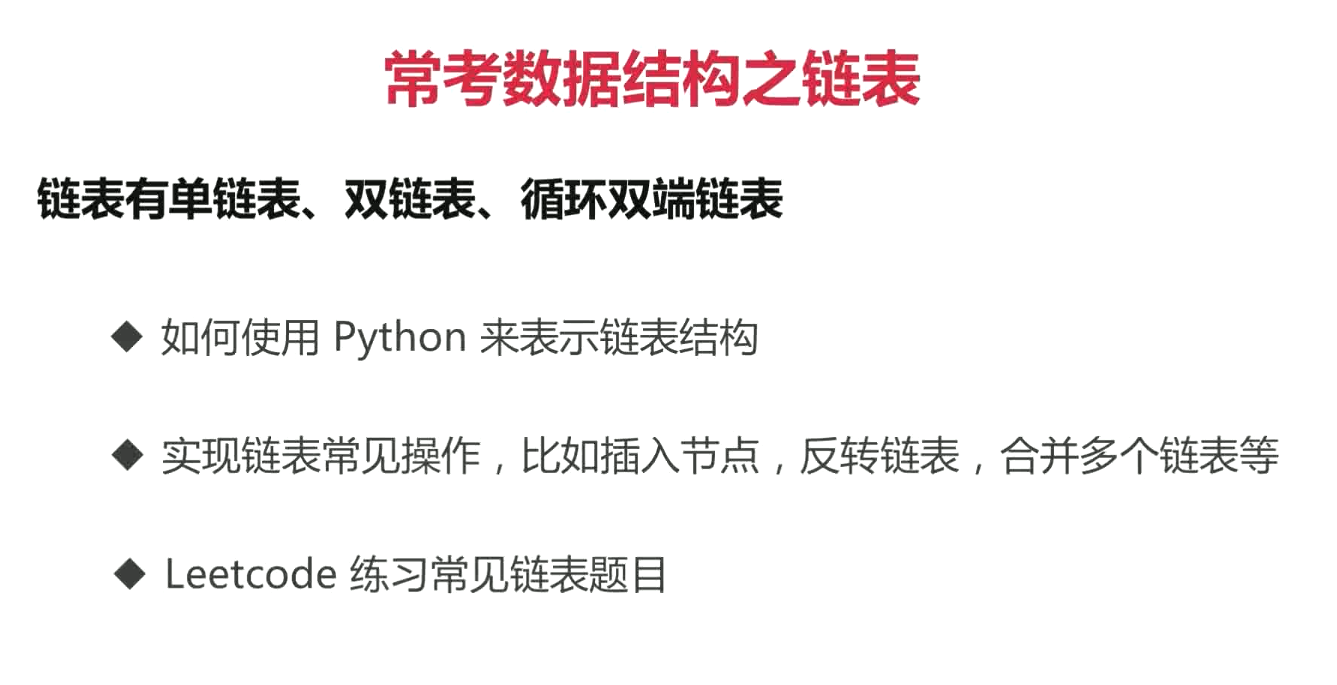 常考数据结构之链表
链表有单链表、双链表、循环双端链表
◆ 如何使用 Python 来表示链表结构
◆ 实现链表常见操作，比如插入节点，反转链表，合并多个链表等
◆ Leetcode 练习常见链表题目